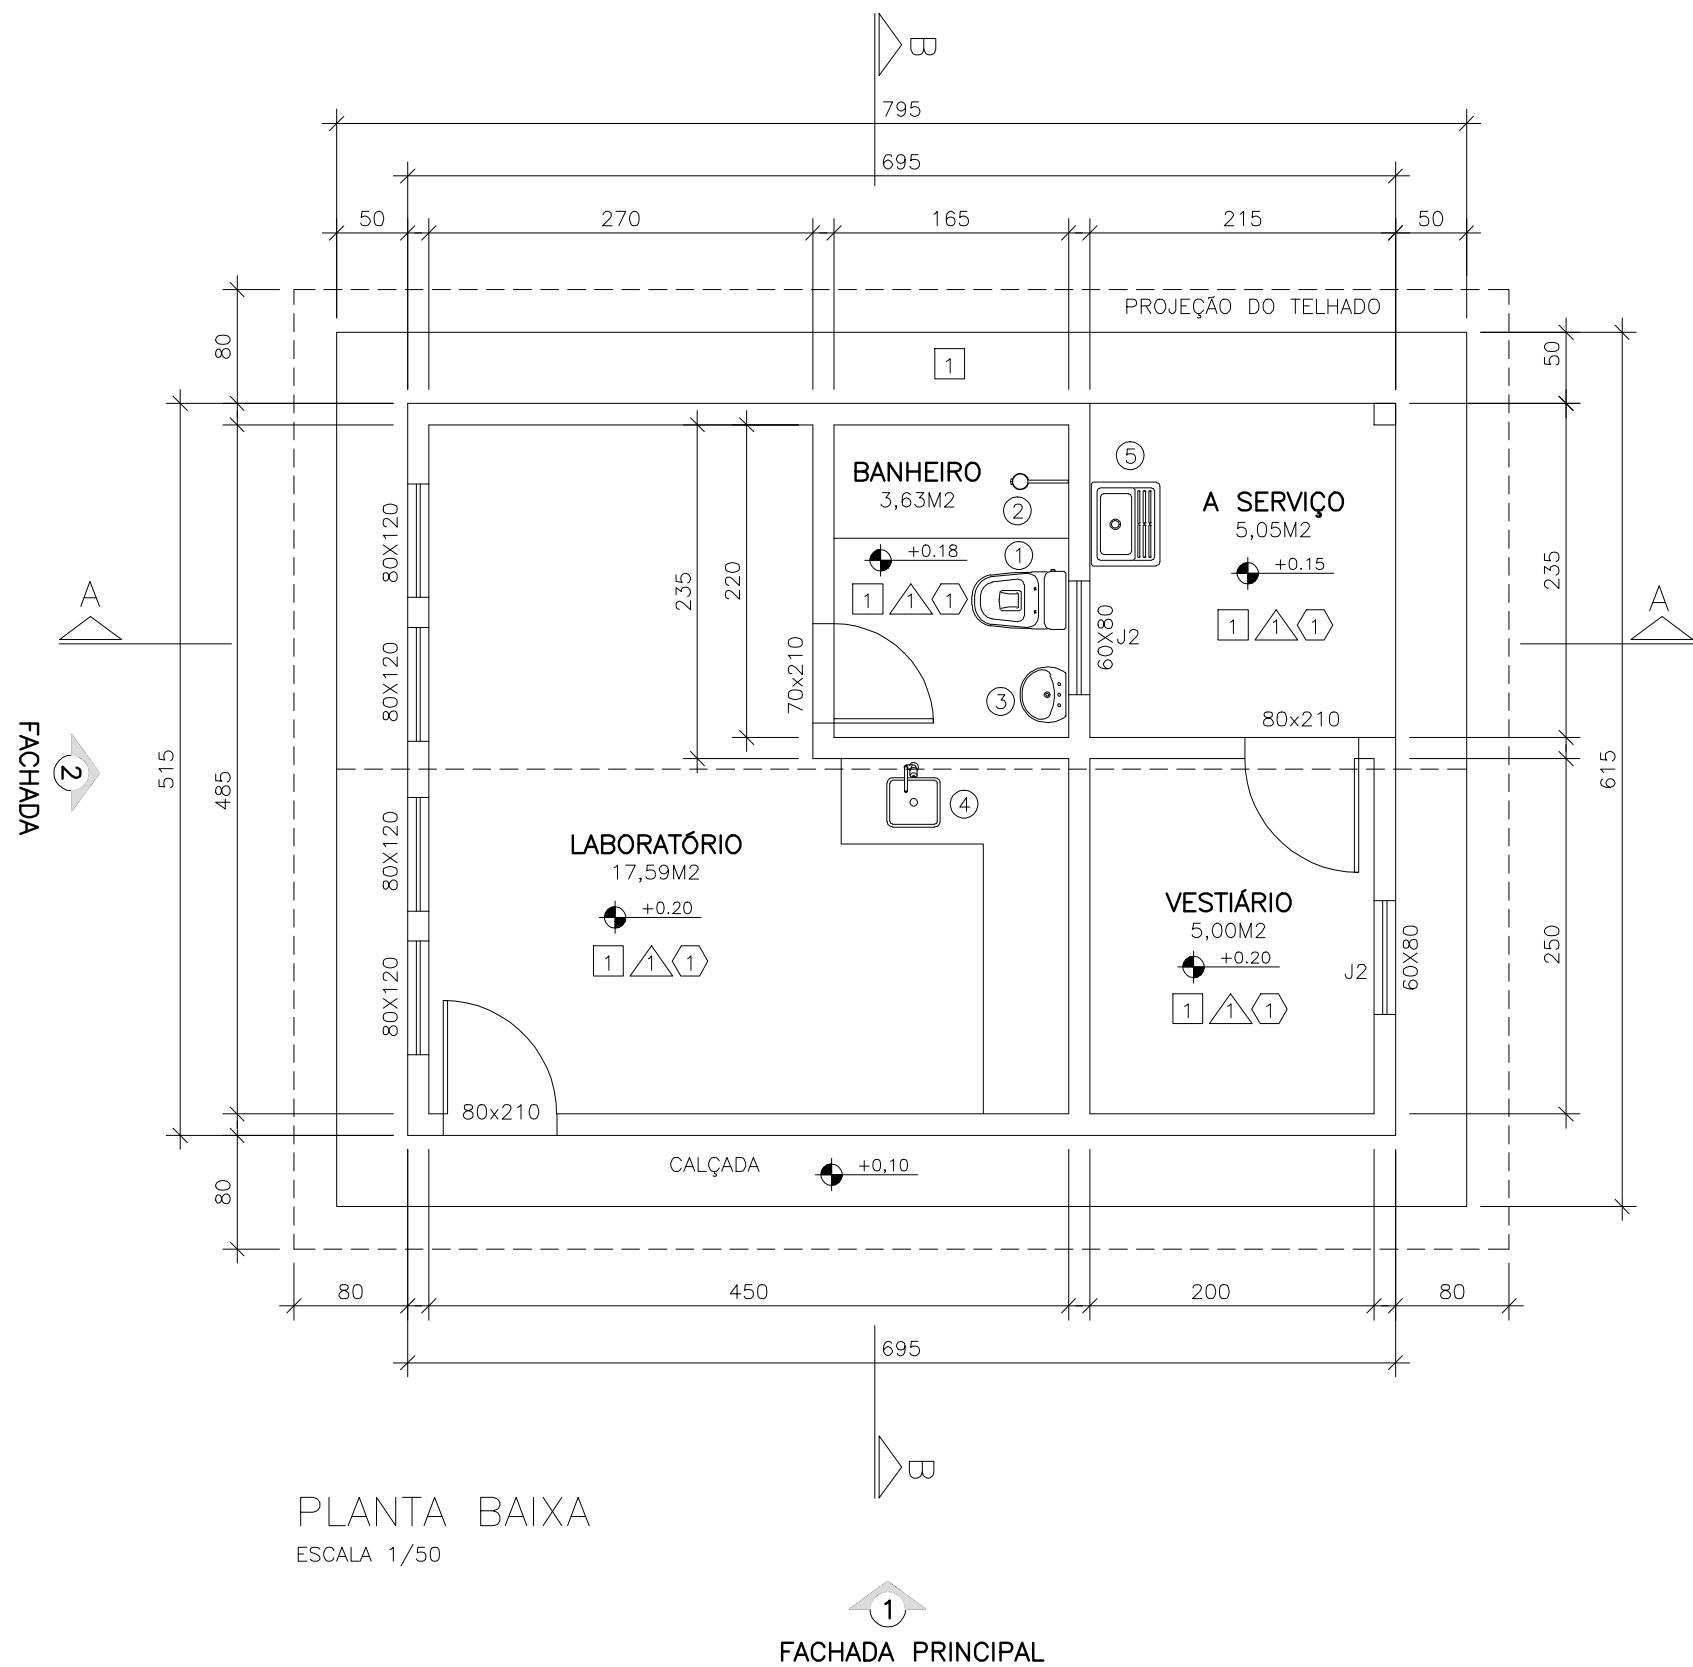 B
795
695
50
270
165
215
50
PROJEÇÃO DO TELHADO
80
50
1
5
BANHEIRO
3,63M2
2
A SERVIÇO
5,05M2
80X120
+0.18
1
+0.15
235
220
235
1 1 1
1 1 1
A
A
60X80
J2
80X120
70x210
3
80x210
FACHADA
2
515
485
615
4
80X120
LABORATÓRIO
17,59M2
+0.20
1 1 1
VESTIÁRIO
5,00M2
+0.20
J2
60X80
250
1 1 1
80X120
80x210
CALÇADA
+0,10
80
80
450
200
80
695
B
PLANTA BAIXA
ESCALA 1/50
1
FACHADA PRINCIPAL